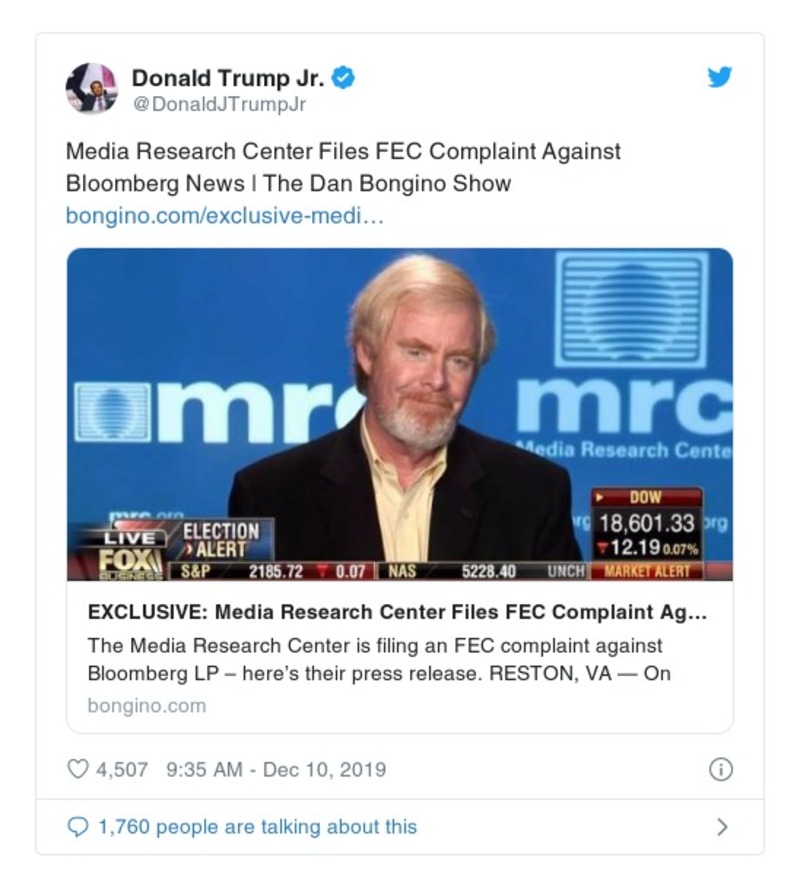 Donald Trump Jr.
@DonaldJTrumpJr
Media Research Center Files FEC Complaint Against
Bloomberg News | The Dan Bongino Show
bongino.com/exclusive-medi…
mrc
mrc
Media Research Cente
mrc.org
org
LIVE
FOX
BUSINESS
ELECTION
ALERT
DOW
18,601.33
12.19 0.07%
S&P 2185.72 0.07 NAS 5228.40 UNCH MARKET ALERT
EXCLUSIVE: Media Research Center Files FEC Complaint Ag...
The Media Research Center is filing an FEC complaint against
Bloomberg LP – here's their press release. RESTON, VA — On
bongino.com
4,507 9:35 AM - Dec 10, 2019
1,760 people are talking about this